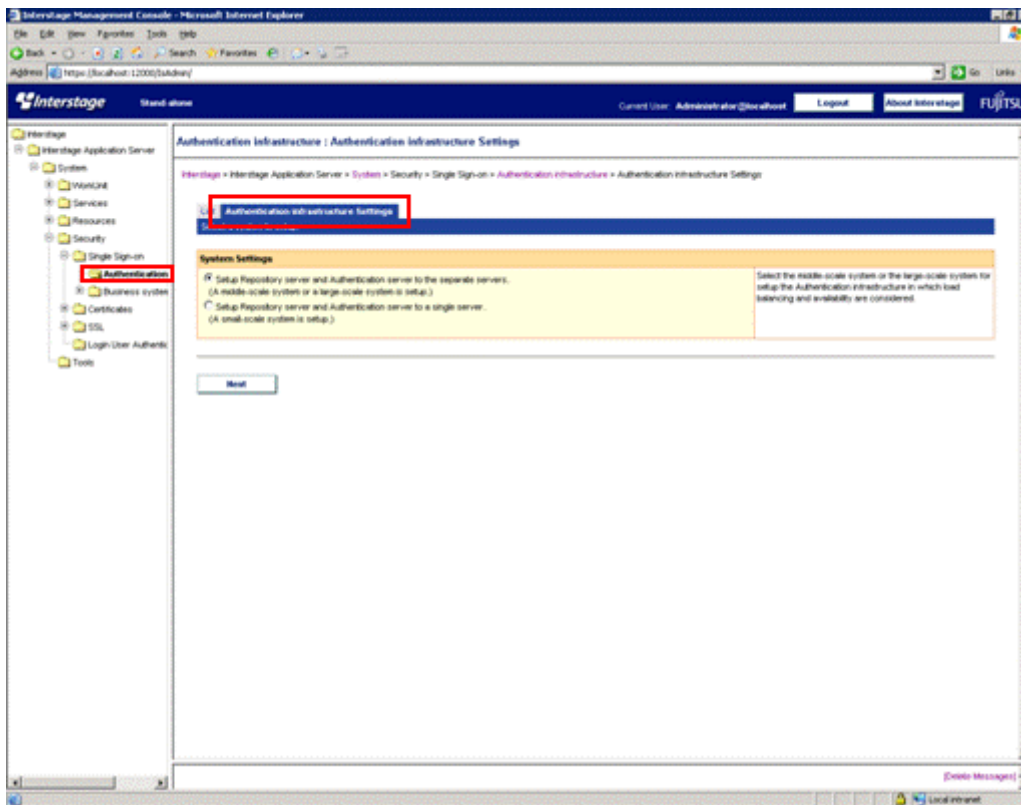 Interstage Management Console - Microsoft Internet Explorer
File Edit View Favorites Tools Help
Back Search Favorites
Address https://localhost:12000/IsAdmin/ Go Links
Interstage Stand-alone Current User: Administrator@localhost Logout About Interstage FUJITSU
Interstage
Interstage Application Server
System
WorkUnit
Services
Resources
Security
Single Sign-on
Authentication
Business system
Certificates
SSL
Login User Authentic
Tools
Authentication infrastructure : Authentication infrastructure Settings
Interstage > Interstage Application Server > System > Security > Single Sign-on > Authentication infrastructure > Authentication infrastructure Settings
Authentication infrastructure Settings
System Settings
Setup Repository server and Authentication server to the separate servers.
(A middle-scale system or a large-scale system is setup.)
Setup Repository server and Authentication server to a single server.
(A small-scale system is setup.)
Select the middle-scale system or the large-scale system for
setup the Authentication infrastructure in which load
balancing and availability are considered.
Next
[Delete Messages]
Local intranet